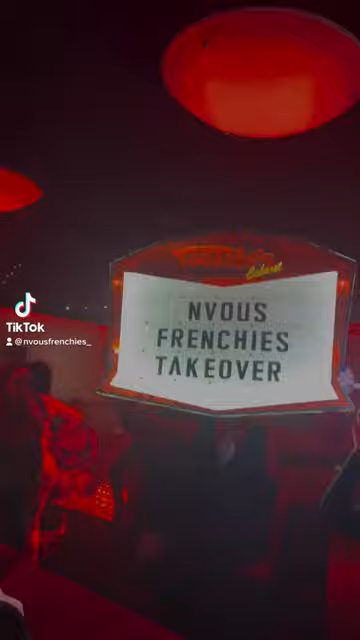 Cabaret
NVOUS
FRENCHIES
TAKEOVER
TikTok
@nvousfrenchies_